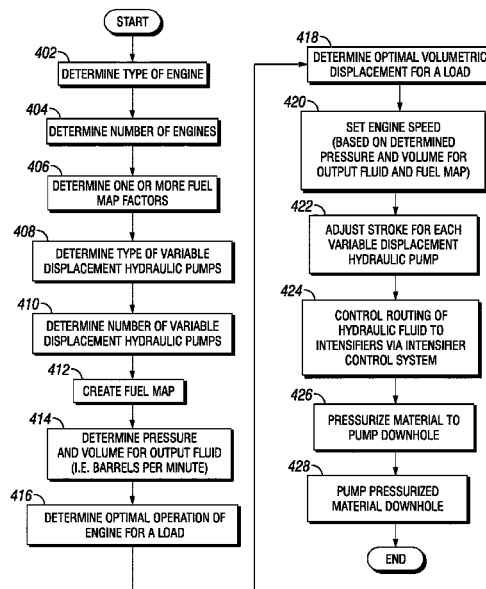 START
402
DETERMINE TYPE OF ENGINE
404
DETERMINE NUMBER OF ENGINES
406
DETERMINE ONE OR MORE FUEL
MAP FACTORS
408
DETERMINE TYPE OF VARIABLE
DISPLACEMENT HYDRAULIC PUMPS
410
DETERMINE NUMBER OF VARIABLE
DISPLACEMENT HYDRAULIC PUMPS
412
CREATE FUEL MAP
414
DETERMINE PRESSURE
AND VOLUME FOR OUTPUT FLUID
(I.E. BARRELS PER MINUTE)
416
DETERMINE OPTIMAL OPERATION OF
ENGINE FOR A LOAD
418
DETERMINE OPTIMAL VOLUMETRIC
DISPLACEMENT FOR A LOAD
420
SET ENGINE SPEED
(BASED ON DETERMINED
PRESSURE AND VOLUME FOR
OUTPUT FLUID AND FUEL MAP)
422
ADJUST STROKE FOR EACH
VARIABLE DISPLACEMENT
HYDRAULIC PUMP
424
CONTROL ROUTING OF
HYDRAULIC FLUID TO
INTENSIFIERS VIA INTENSIFIER
CONTROL SYSTEM
426
PRESSURIZE MATERIAL TO
PUMP DOWNHOLE
428
PUMP PRESSURIZED
MATERIAL DOWNHOLE
END